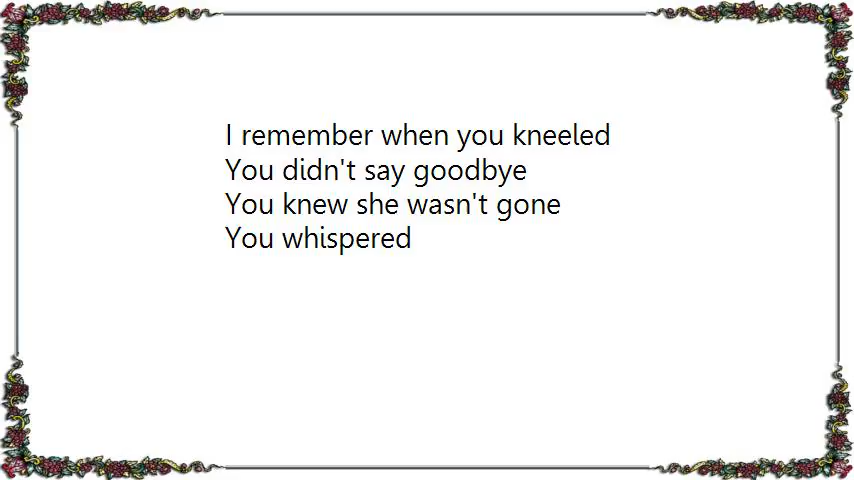 I remember when you kneeled
You didn't say goodbye
You knew she wasn't gone
You whispered